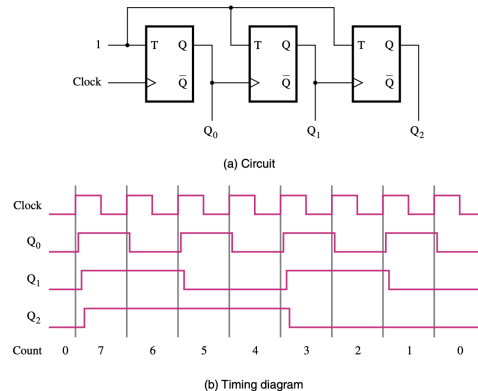 1 T Q T Q T Q
Clock Q̅ Q̅ Q̅
Q₀ Q₁ Q₂
(a) Circuit
Clock
Q₀
Q₁
Q₂
Count 0 7 6 5 4 3 2 1 0
(b) Timing diagram